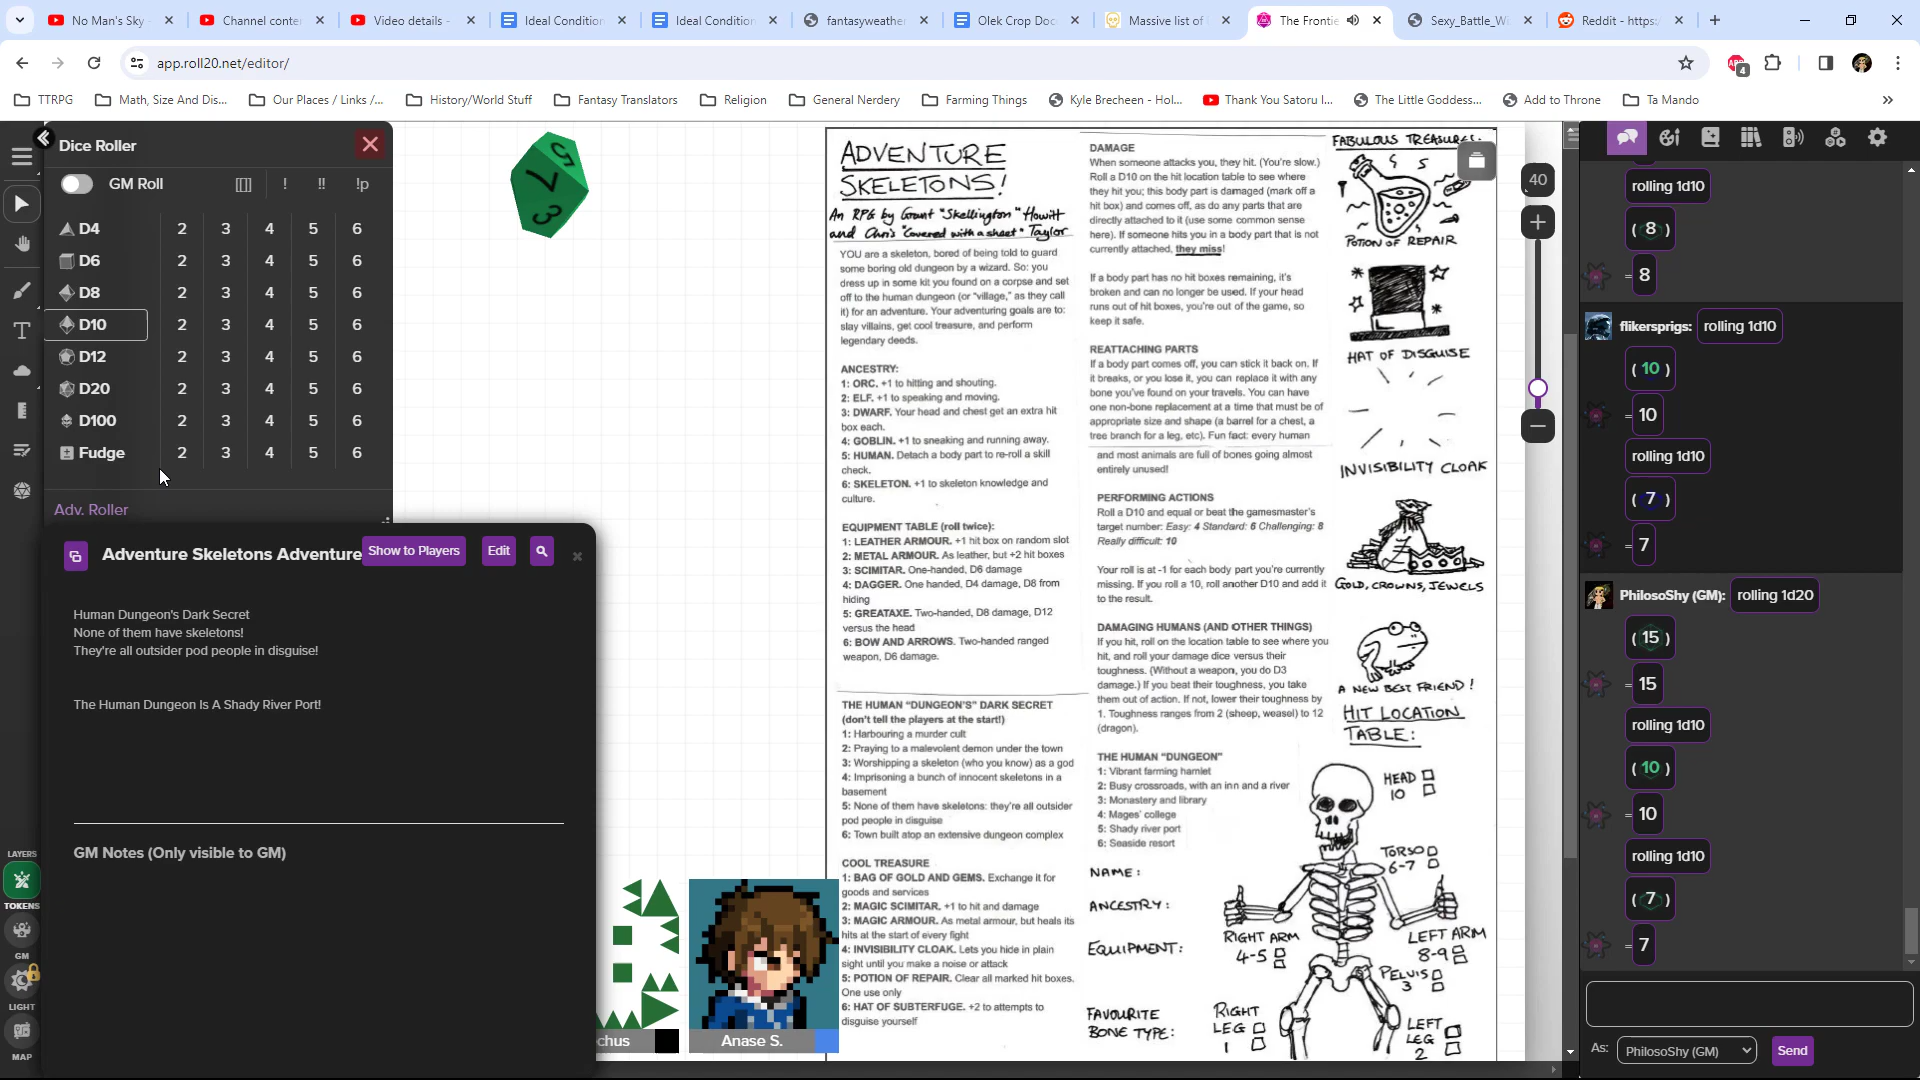 No Man's Sky -
Channel conte
Video details -
Ideal Condition
Ideal Condition
fantasyweather
Olek Crop Doc
Massive list of
The Frontie
Sexy_Battle_Wi
Reddit - https:/
app.roll20.net/editor/
4
TTRPG
Math, Size And Dis...
Our Places / Links /...
History/World Stuff
Fantasy Translators
Religion
General Nerdery
Farming Things
Kyle Brecheen - Hol...
Thank You Satoru I...
The Little Goddess...
Add to Throne
Ta Mando
Dice Roller
GM Roll
[[]] ! !! !p
D4 2 3 4 5 6
D6 2 3 4 5 6
D8 2 3 4 5 6
D10 2 3 4 5 6
D12 2 3 4 5 6
D20 2 3 4 5 6
D100 2 3 4 5 6
Fudge 2 3 4 5 6
Adv. Roller
Adventure Skeletons Adventure
Show to Players
Edit
Human Dungeon's Dark Secret
None of them have skeletons!
They're all outsider pod people in disguise!
The Human Dungeon Is A Shady River Port!
GM Notes (Only visible to GM)
LAYERS
TOKENS
GM
LIGHT
MAP
5
7
3
chus
Anase S.
ADVENTURE
SKELETONS!
An RPG by Grant "Skellington" Howitt
and Chris "Covered with a sheet" Taylor
YOU are a skeleton, bored of being told to guard
some boring old dungeon by a wizard. So: you
dress up in some kit you found on a corpse and set
off to the human dungeon (or "village," as they call
it) for an adventure. Your adventuring goals are to:
slay villains, get cool treasure, and perform
legendary deeds.
ANCESTRY:
1: ORC. +1 to hitting and shouting.
2: ELF. +1 to speaking and moving.
3: DWARF. Your head and chest get an extra hit
box each.
4: GOBLIN. +1 to sneaking and running away.
5: HUMAN. Detach a body part to re-roll a skill
check.
6: SKELETON. +1 to skeleton knowledge and
culture.
EQUIPMENT TABLE (roll twice):
1: LEATHER ARMOUR. +1 hit box on random slot
2: METAL ARMOUR. As leather, but +2 hit boxes
3: SCIMITAR. One-handed, D6 damage
4: DAGGER. One handed, D4 damage, D8 from
hiding
5: GREATAXE. Two-handed, D8 damage, D12
versus the head
6: BOW AND ARROWS. Two-handed ranged
weapon, D6 damage.
THE HUMAN "DUNGEON'S" DARK SECRET
(don't tell the players at the start!)
1: Harbouring a murder cult
2: Praying to a malevolent demon under the town
3: Worshipping a skeleton (who you know) as a god
4: Imprisoning a bunch of innocent skeletons in a
basement
5: None of them have skeletons: they're all outsider
pod people in disguise
6: Town built atop an extensive dungeon complex
COOL TREASURE
1: BAG OF GOLD AND GEMS. Exchange it for
goods and services
2: MAGIC SCIMITAR. +1 to hit and damage
3: MAGIC ARMOUR. As metal armour, but heals its
hits at the start of every fight
4: INVISIBILITY CLOAK. Lets you hide in plain
sight until you make a noise or attack
5: POTION OF REPAIR. Clear all marked hit boxes.
One use only
6: HAT OF SUBTERFUGE. +2 to attempts to
disguise yourself
DAMAGE
When someone attacks you, they hit. (You're slow.)
Roll a D10 on the hit location table to see where
they hit you; this body part is damaged (mark off a
hit box) and comes off, as do any parts that are
directly attached to it (use some common sense
here). If someone hits you in a body part that is not
currently attached, they miss!
If a body part has no hit boxes remaining, it's
broken and can no longer be used. If your head
runs out of hit boxes, you're out of the game, so
keep it safe.
REATTACHING PARTS
If a body part comes off, you can stick it back on. If
it breaks, or you lose it, you can replace it with any
bone you've found on your travels. You can have
one non-bone replacement at a time that must be of
appropriate size and shape (a barrel for a chest, a
tree branch for a leg, etc). Fun fact: every human
and most animals are full of bones going almost
entirely unused!
PERFORMING ACTIONS
Roll a D10 and equal or beat the gamesmaster's
target number: Easy: 4 Standard: 6 Challenging: 8
Really difficult: 10
Your roll is at -1 for each body part you're currently
missing. If you roll a 10, roll another D10 and add it
to the result.
DAMAGING HUMANS (AND OTHER THINGS)
If you hit, roll on the location table to see where you
hit, and roll your damage dice versus their
toughness. (Without a weapon, you do D3
damage.) If you beat their toughness, you take
them out of action. If not, lower their toughness by
1. Toughness ranges from 2 (sheep, weasel) to 12
(dragon).
THE HUMAN "DUNGEON"
1: Vibrant farming hamlet
2: Busy crossroads, with an inn and a river
3: Monastery and library
4: Mages' college
5: Shady river port
6: Seaside resort
NAME:
ANCESTRY:
EQUIPMENT:
FAVOURITE
BONE TYPE:
FABULOUS TREASURES:
POTION OF REPAIR
HAT OF DISGUISE
INVISIBILITY CLOAK
GOLD, CROWNS, JEWELS
A NEW BEST FRIEND!
HIT LOCATION
TABLE:
HEAD
10
TORSO
6-7
RIGHT ARM
4-5
LEFT ARM
8-9
PELVIS
3
RIGHT
LEG
1
LEFT
LEG
2
40
rolling 1d10
( 8 )
= 8
flikersprigs: rolling 1d10
( 10 )
= 10
rolling 1d10
( 7 )
= 7
PhilosoShy (GM): rolling 1d20
( 15 )
= 15
rolling 1d10
( 10 )
= 10
rolling 1d10
( 7 )
= 7
As: PhilosoShy (GM)
Send